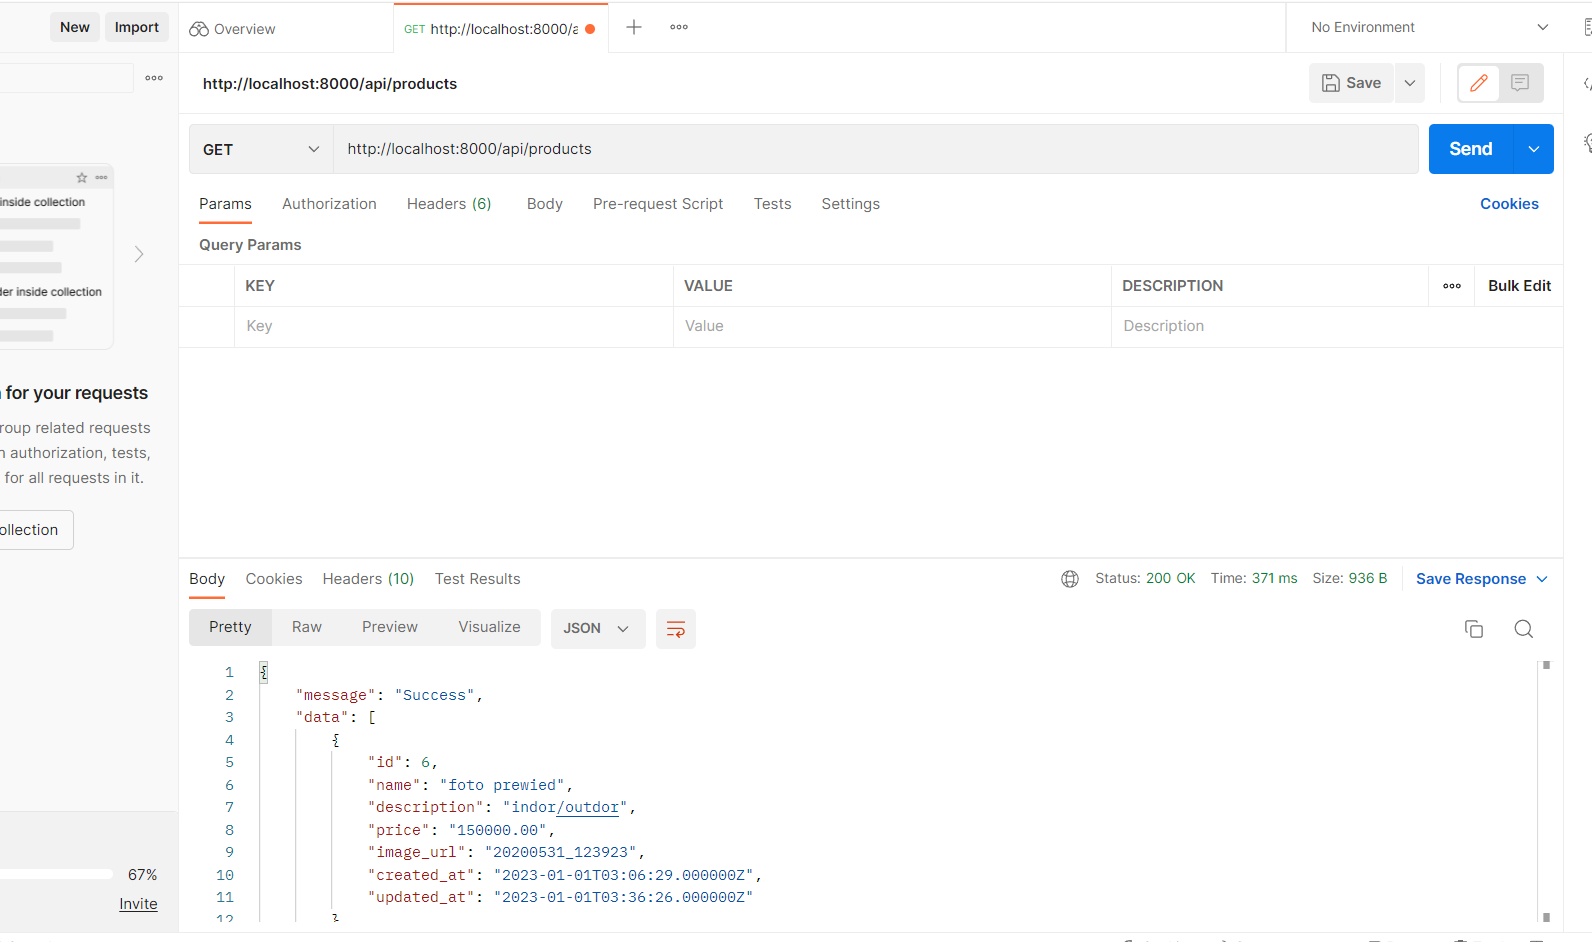 New Import Overview GET http://localhost:8000/a No Environment
http://localhost:8000/api/products Save
GET http://localhost:8000/api/products Send
Params Authorization Headers (6) Body Pre-request Script Tests Settings Cookies
Query Params
KEY VALUE DESCRIPTION Bulk Edit
Key Value Description
inside collection
der inside collection
for your requests
roup related requests
authorization, tests,
for all requests in it.
ollection
67%
Invite
Body Cookies Headers (10) Test Results Status: 200 OK Time: 371 ms Size: 936 B Save Response
Pretty Raw Preview Visualize JSON
1 {
2 "message": "Success",
3 "data": [
4 {
5 "id": 6,
6 "name": "foto prewied",
7 "description": "indor/outdor",
8 "price": "150000.00",
9 "image_url": "20200531_123923",
10 "created_at": "2023-01-01T03:06:29.000000Z",
11 "updated_at": "2023-01-01T03:36:26.000000Z"
12 }